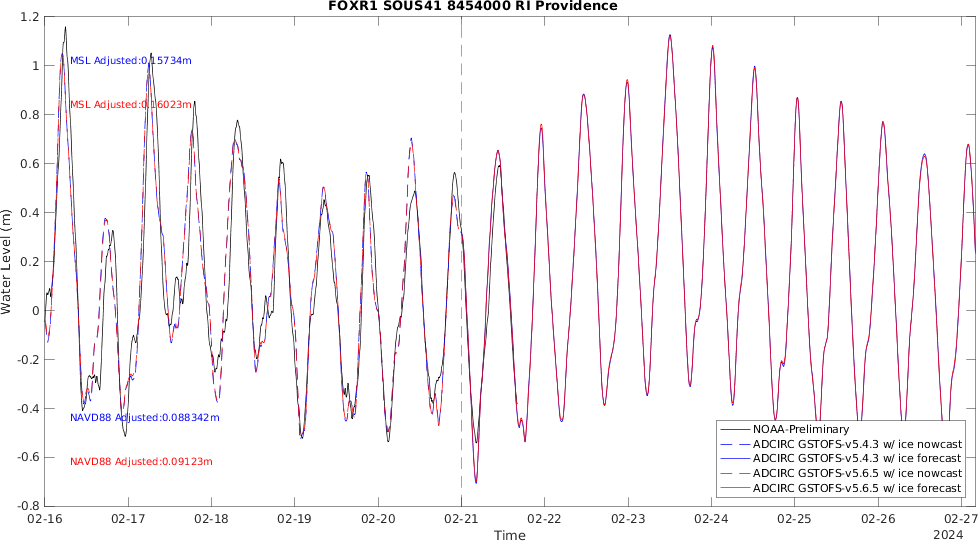 FOXR1 SOUS41 8454000 RI Providence
1.2
1
0.8
0.6
0.4
0.2
0
-0.2
-0.4
-0.6
-0.8
Water Level (m)
MSL Adjusted:0.15734m
MSL Adjusted:0.16023m
NAVD88 Adjusted:0.088342m
NAVD88 Adjusted:0.09123m
NOAA-Preliminary
ADCIRC GSTOFS-v5.4.3 w/ ice nowcast
ADCIRC GSTOFS-v5.4.3 w/ ice forecast
ADCIRC GSTOFS-v5.6.5 w/ ice nowcast
ADCIRC GSTOFS-v5.6.5 w/ ice forecast
02-16 02-17 02-18 02-19 02-20 02-21 02-22 02-23 02-24 02-25 02-26 02-27
Time
2024